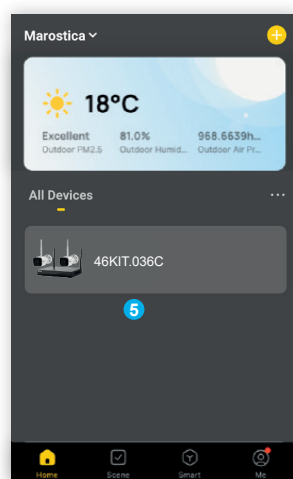 Marostica
18°C
Excellent 81.0% 968.6639h...
Outdoor PM2.5 Outdoor Humid... Outdoor Air Pr...
All Devices ...
46KIT.036C
5
Home Scene Smart Me